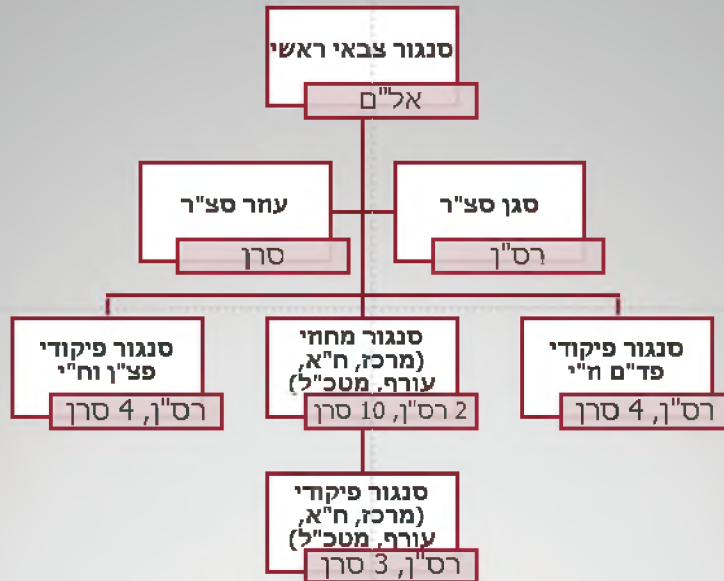 סנגור צבאי ראשי
אל"ם
סגן סצ"ר
רס"ן
עוזר סצ"ר
סרן
סנגור פיקודי
פד"ם וז"י
רס"ן, 4 סרן
סנגור מחוזי
(מרכז, ח"א,
עורף, מטכ"ל)
2 רס"ן, 10 סרן
סנגור פיקודי
פצ"ן וח"י
רס"ן, 4 סרן
סנגור פיקודי
(מרכז, ח"א,
עורף, מטכ"ל)
רס"ן, 3 סרן